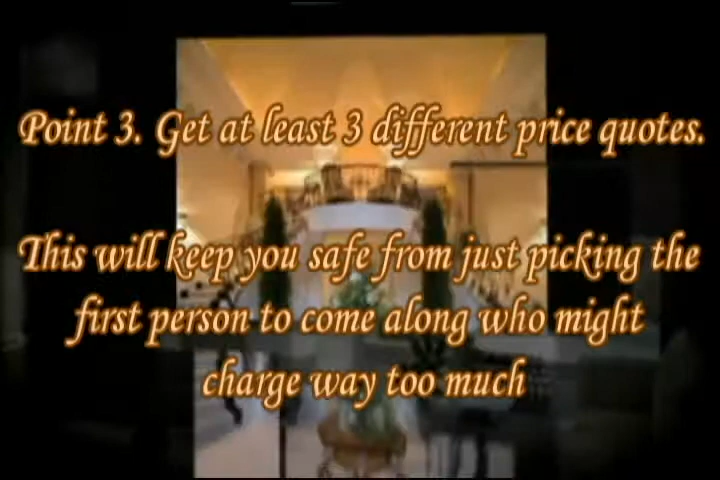 Point 3. Get at least 3 different price quotes.
This will keep you safe from just picking the
first person to come along who might
charge way too much